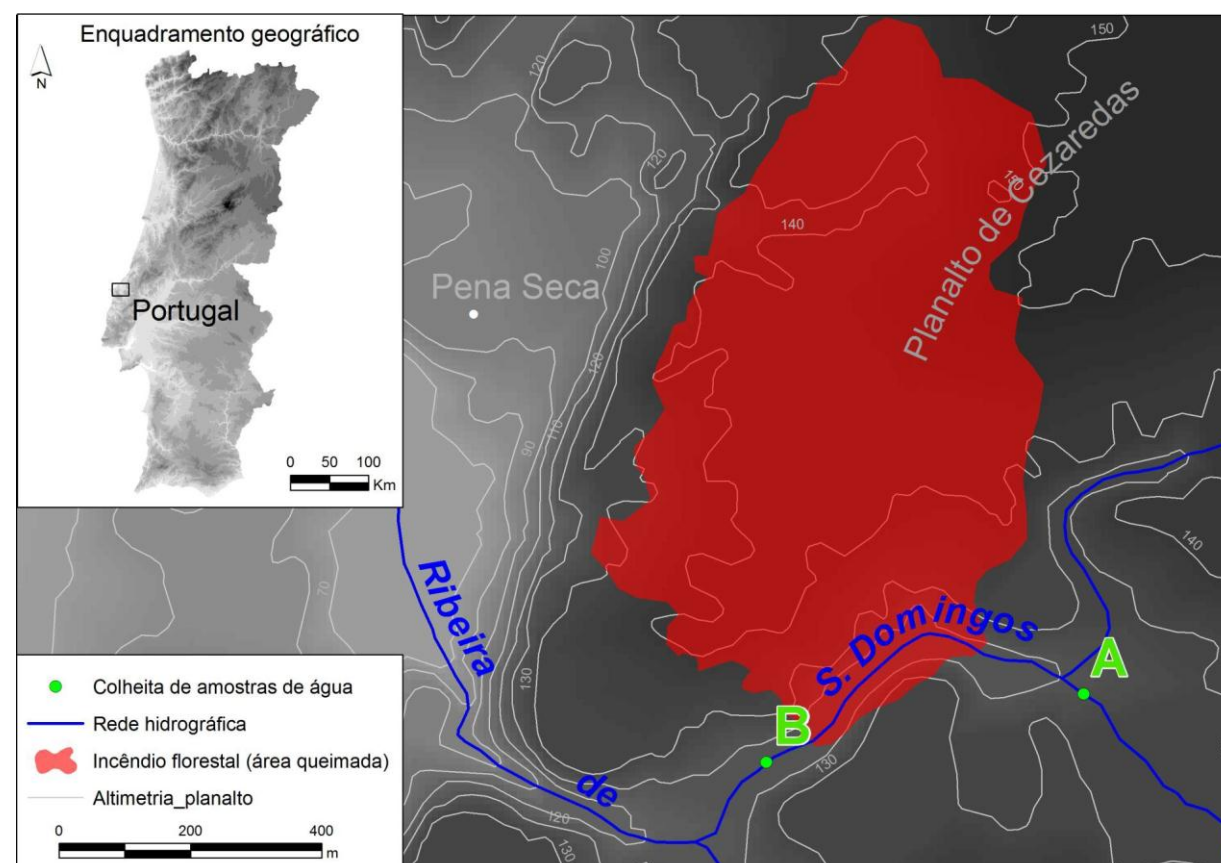 Enquadramento geográfico
N
Portugal
0 50 100
Km
150
120
120
150
140
100
Pena Seca
Planalto de Cezaredas
120
110
90
140
70
Ribeira
de
S. Domingos
A
B
130
130
120
Colheita de amostras de água
Rede hidrográfica
Incêndio florestal (área queimada)
Altimetria_planalto
0 200 400
m